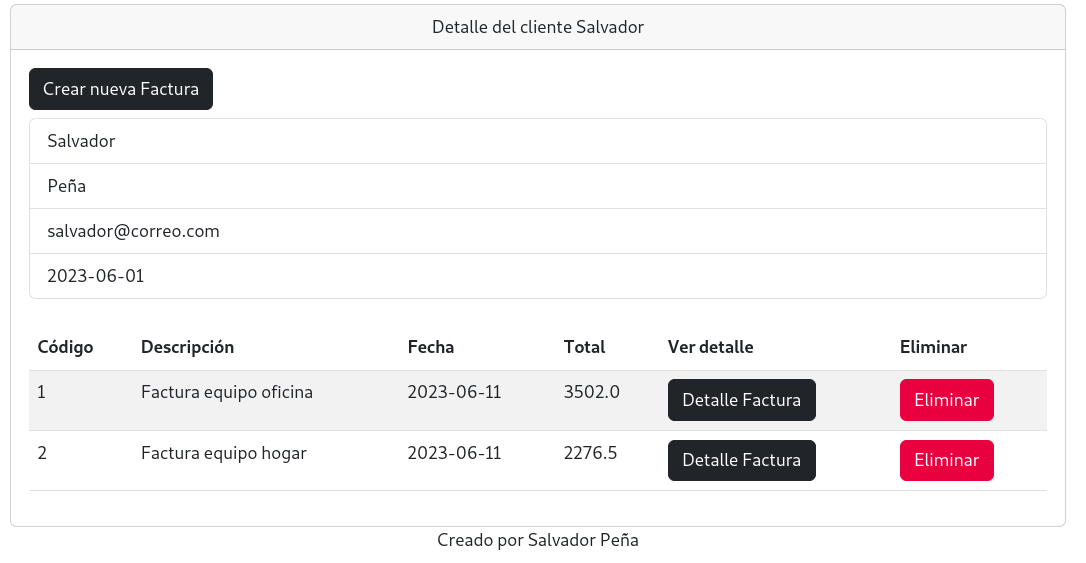 Detalle del cliente Salvador
Crear nueva Factura
Salvador
Peña
salvador@correo.com
2023-06-01
Código Descripción Fecha Total Ver detalle Eliminar
1 Factura equipo oficina 2023-06-11 3502.0 Detalle Factura Eliminar
2 Factura equipo hogar 2023-06-11 2276.5 Detalle Factura Eliminar
Creado por Salvador Peña